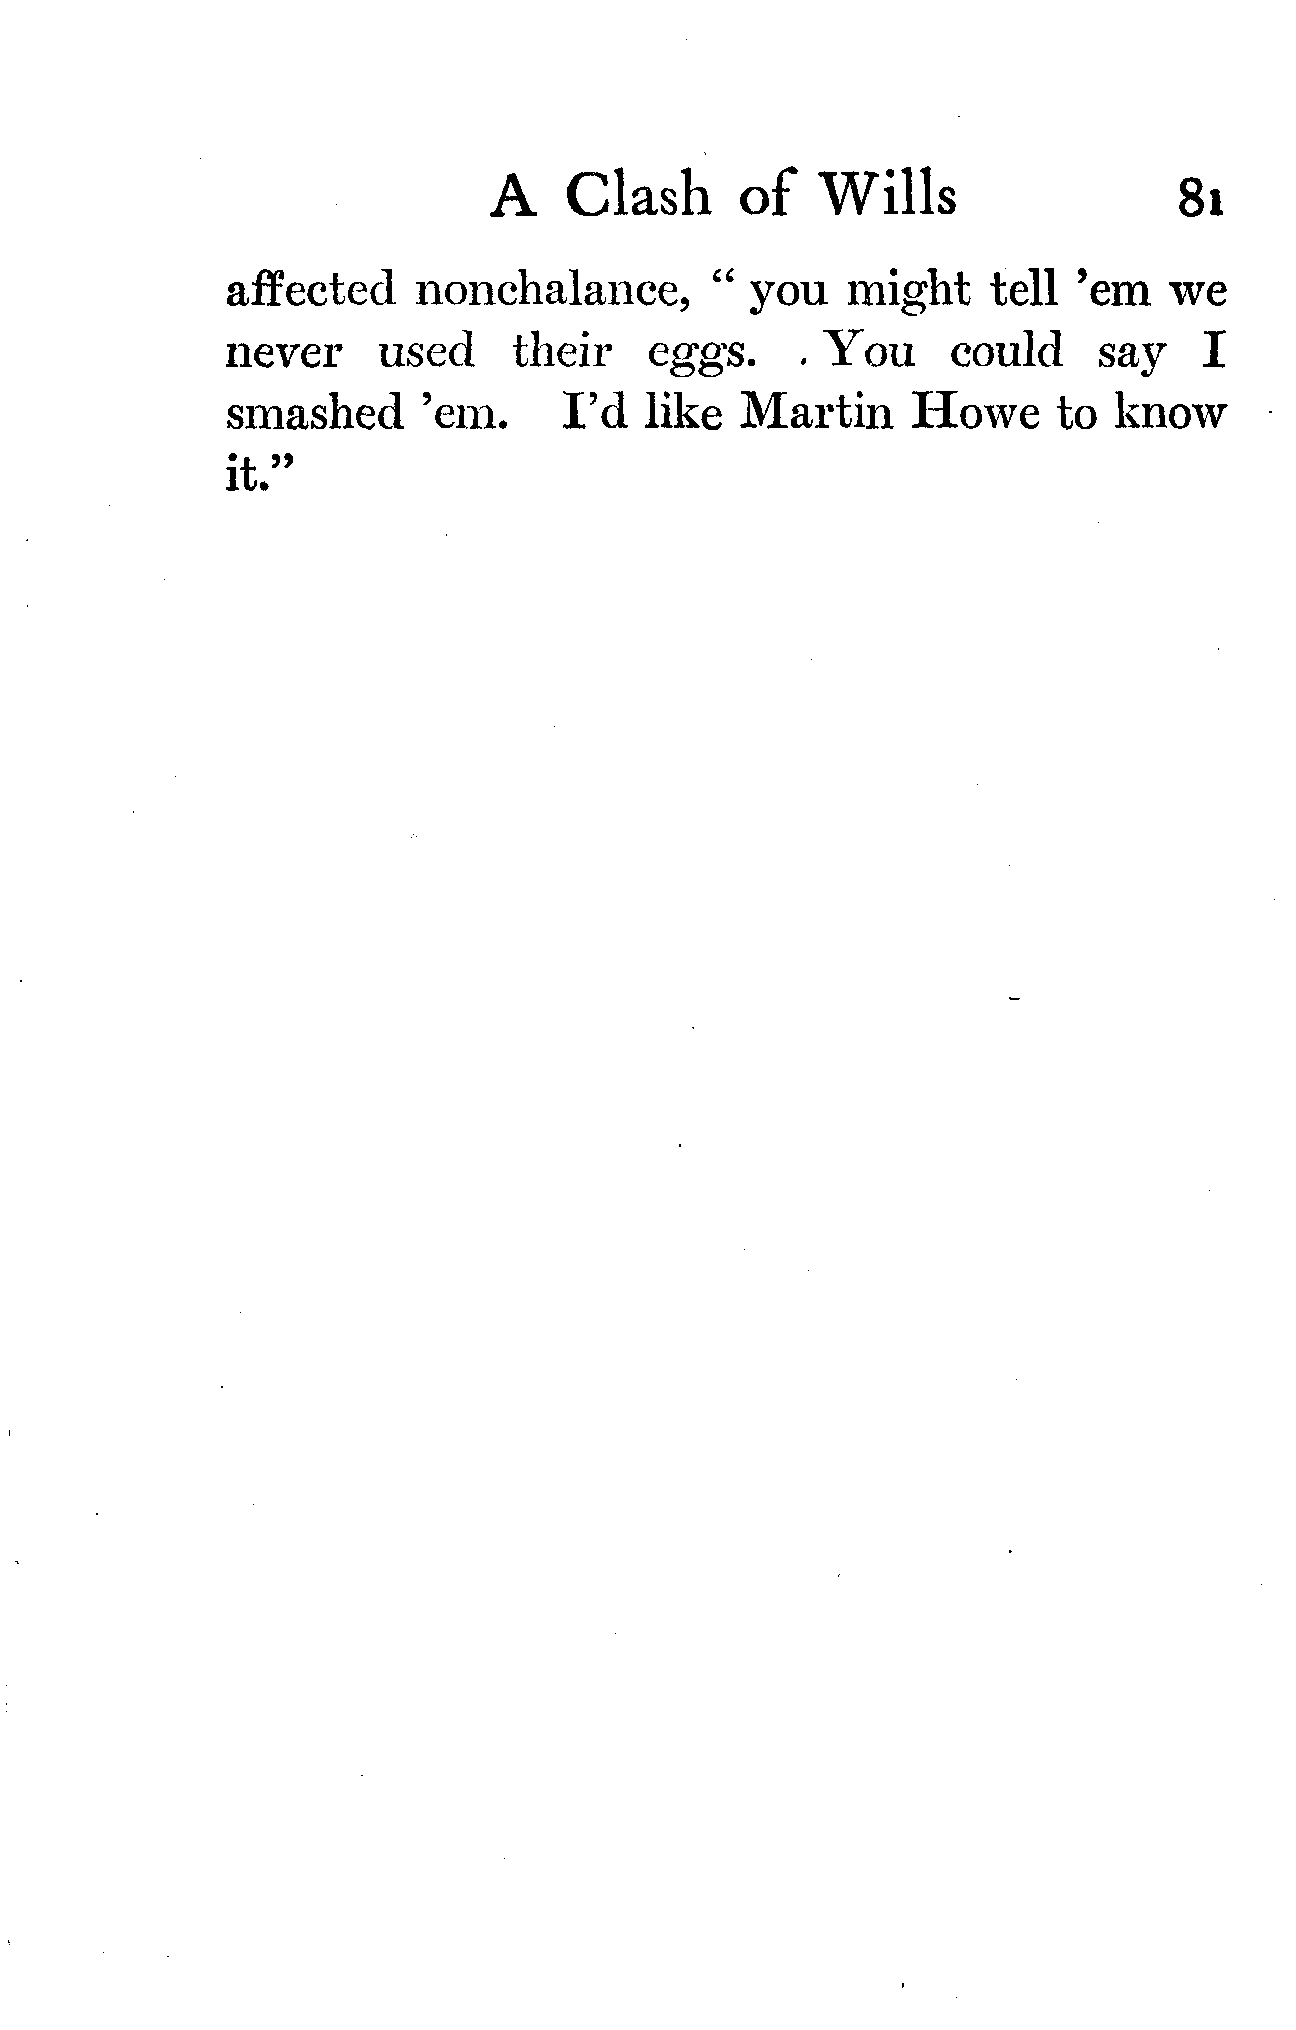 A Clash of Wills 81
affected nonchalance, “ you might tell ’em we
never used their eggs. You could say I
smashed ’em. I’d like Martin Howe to know
it.”